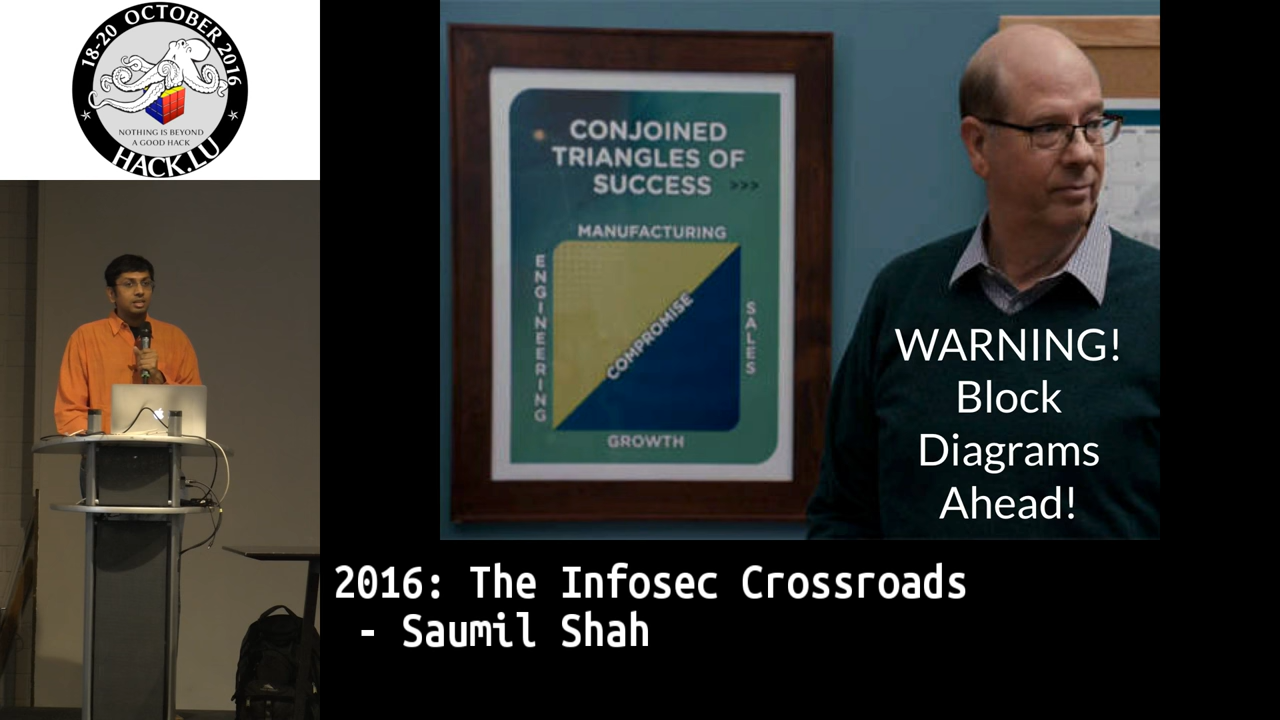 18-20 OCTOBER 2016
NOTHING IS BEYOND
A GOOD HACK
HACK.LU
CONJOINED
TRIANGLES OF
SUCCESS >>>
MANUFACTURING
ENGINEERING
COMPROMISE
SALES
GROWTH
WARNING!
Block
Diagrams
Ahead!
2016: The Infosec Crossroads
- Saumil Shah